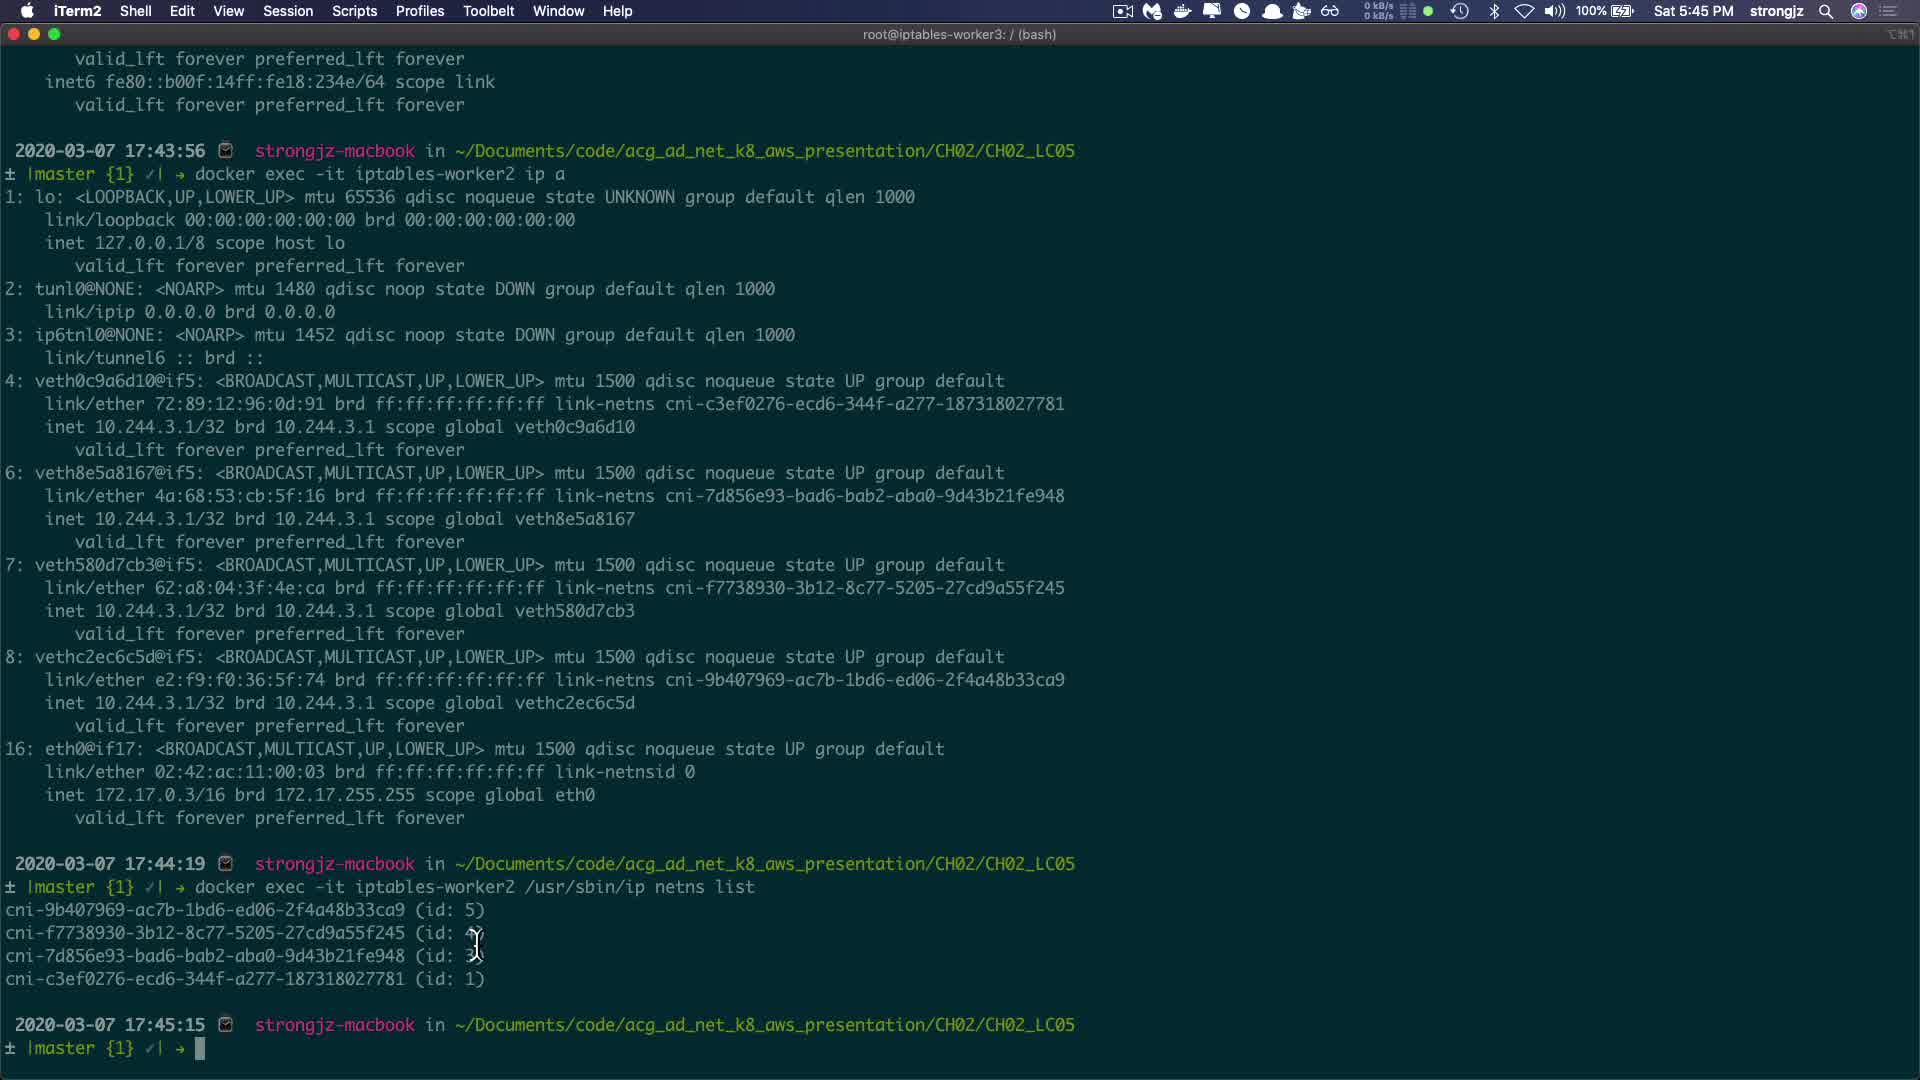 iTerm2 Shell Edit View Session Scripts Profiles Toolbelt Window Help 0 kB/s 0 kB/s 100% Sat 5:45 PM strongjz
root@iptables-worker3: / (bash)
valid_lft forever preferred_lft forever
inet6 fe80::b00f:14ff:fe18:234e/64 scope link
valid_lft forever preferred_lft forever
2020-03-07 17:43:56 strongjz-macbook in ~/Documents/code/acg_ad_net_k8_aws_presentation/CH02/CH02_LC05
± |master {1} ✓| → docker exec -it iptables-worker2 ip a
1: lo: <LOOPBACK,UP,LOWER_UP> mtu 65536 qdisc noqueue state UNKNOWN group default qlen 1000
link/loopback 00:00:00:00:00:00 brd 00:00:00:00:00:00
inet 127.0.0.1/8 scope host lo
valid_lft forever preferred_lft forever
2: tunl0@NONE: <NOARP> mtu 1480 qdisc noop state DOWN group default qlen 1000
link/ipip 0.0.0.0 brd 0.0.0.0
3: ip6tnl0@NONE: <NOARP> mtu 1452 qdisc noop state DOWN group default qlen 1000
link/tunnel6 :: brd ::
4: veth0c9a6d10@if5: <BROADCAST,MULTICAST,UP,LOWER_UP> mtu 1500 qdisc noqueue state UP group default
link/ether 72:89:12:96:0d:91 brd ff:ff:ff:ff:ff:ff link-netns cni-c3ef0276-ecd6-344f-a277-187318027781
inet 10.244.3.1/32 brd 10.244.3.1 scope global veth0c9a6d10
valid_lft forever preferred_lft forever
6: veth8e5a8167@if5: <BROADCAST,MULTICAST,UP,LOWER_UP> mtu 1500 qdisc noqueue state UP group default
link/ether 4a:68:53:cb:5f:16 brd ff:ff:ff:ff:ff:ff link-netns cni-7d856e93-bad6-bab2-aba0-9d43b21fe948
inet 10.244.3.1/32 brd 10.244.3.1 scope global veth8e5a8167
valid_lft forever preferred_lft forever
7: veth580d7cb3@if5: <BROADCAST,MULTICAST,UP,LOWER_UP> mtu 1500 qdisc noqueue state UP group default
link/ether 62:a8:04:3f:4e:ca brd ff:ff:ff:ff:ff:ff link-netns cni-f7738930-3b12-8c77-5205-27cd9a55f245
inet 10.244.3.1/32 brd 10.244.3.1 scope global veth580d7cb3
valid_lft forever preferred_lft forever
8: vethc2ec6c5d@if5: <BROADCAST,MULTICAST,UP,LOWER_UP> mtu 1500 qdisc noqueue state UP group default
link/ether e2:f9:f0:36:5f:74 brd ff:ff:ff:ff:ff:ff link-netns cni-9b407969-ac7b-1bd6-ed06-2f4a48b33ca9
inet 10.244.3.1/32 brd 10.244.3.1 scope global vethc2ec6c5d
valid_lft forever preferred_lft forever
16: eth0@if17: <BROADCAST,MULTICAST,UP,LOWER_UP> mtu 1500 qdisc noqueue state UP group default
link/ether 02:42:ac:11:00:03 brd ff:ff:ff:ff:ff:ff link-netnsid 0
inet 172.17.0.3/16 brd 172.17.255.255 scope global eth0
valid_lft forever preferred_lft forever
2020-03-07 17:44:19 strongjz-macbook in ~/Documents/code/acg_ad_net_k8_aws_presentation/CH02/CH02_LC05
± |master {1} ✓| → docker exec -it iptables-worker2 /usr/sbin/ip netns list
cni-9b407969-ac7b-1bd6-ed06-2f4a48b33ca9 (id: 5)
cni-f7738930-3b12-8c77-5205-27cd9a55f245 (id: 4)
cni-7d856e93-bad6-bab2-aba0-9d43b21fe948 (id: 3)
cni-c3ef0276-ecd6-344f-a277-187318027781 (id: 1)
2020-03-07 17:45:15 strongjz-macbook in ~/Documents/code/acg_ad_net_k8_aws_presentation/CH02/CH02_LC05
± |master {1} ✓| →